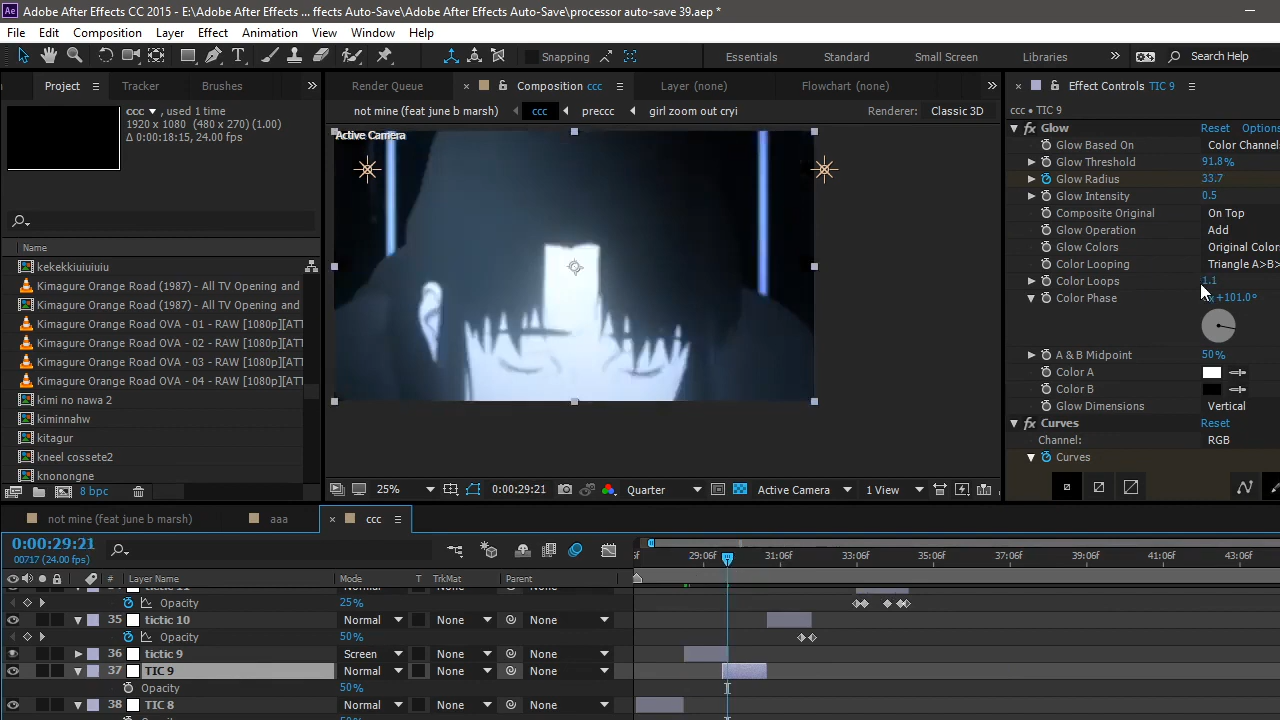 Adobe After Effects CC 2015 - E:\Adobe After Effects ... ffects Auto-Save\Adobe After Effects Auto-Save\processor auto-save 39.aep *
File Edit Composition Layer Effect Animation View Window Help
Snapping Essentials Standard Small Screen Libraries Search Help
Project Tracker Brushes Render Queue Composition ccc Layer (none) Flowchart (none) Effect Controls TIC 9
ccc ▼, used 1 time
1920 x 1080 (480 x 270) (1.00)
Δ 0:00:18:15, 24.00 fps
not mine (feat june b marsh) ccc preccc girl zoom out cryi Renderer: Classic 3D
ccc • TIC 9
Active Camera
fx Glow Reset Options
Glow Based On Color Channel
Glow Threshold 91.8%
Glow Radius 33.7
Glow Intensity 0.5
Composite Original On Top
Glow Operation Add
Glow Colors Original Colors
Color Looping Triangle A>B>
Color Loops 1.1
Color Phase x+101.0°
A & B Midpoint 50%
Color A
Color B
Glow Dimensions Vertical
fx Curves Reset
Channel: RGB
Curves
Name
kekekkiuiuiuiu
Kimagure Orange Road (1987) - All TV Opening and
Kimagure Orange Road (1987) - All TV Opening and
Kimagure Orange Road OVA - 01 - RAW [1080p][ATT
Kimagure Orange Road OVA - 02 - RAW [1080p][ATT
Kimagure Orange Road OVA - 03 - RAW [1080p][ATT
Kimagure Orange Road OVA - 04 - RAW [1080p][ATT
kimi no nawa 2
kiminnahw
kitagur
kneel cossete2
knonongne
8 bpc
25% 0:00:29:21 Quarter Active Camera 1 View
not mine (feat june b marsh) aaa ccc
0:00:29:21
00717 (24.00 fps)
29:06f 31:06f 33:06f 35:06f 37:06f 39:06f 41:06f 43:06f
# Layer Name Mode T TrkMat Parent
Opacity 25%
35 tictic 10 Normal None None
Opacity 50%
36 tictic 9 Screen None None
37 TIC 9 Normal None None
Opacity 50%
38 TIC 8 Normal None None